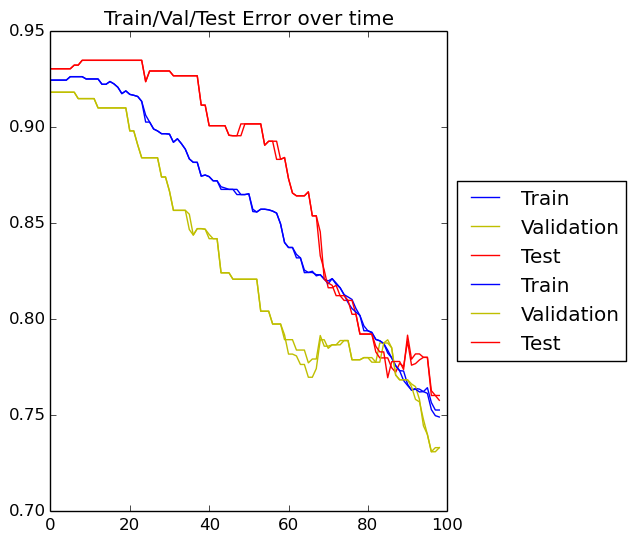 Train/Val/Test Error over time
0.95
0.90
0.85
0.80
0.75
0.70
0 20 40 60 80 100
Train
Validation
Test
Train
Validation
Test